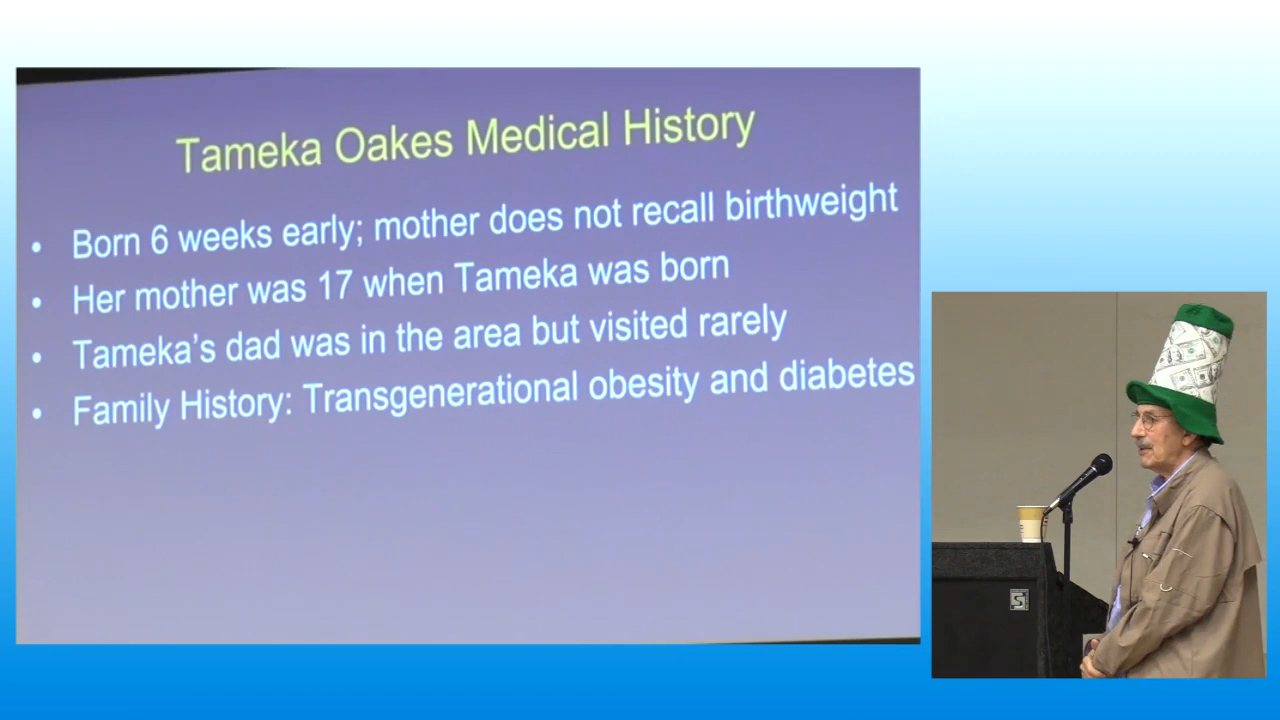 Tameka Oakes Medical History
• Born 6 weeks early; mother does not recall birthweight
• Her mother was 17 when Tameka was born
• Tameka’s dad was in the area but visited rarely
• Family History: Transgenerational obesity and diabetes